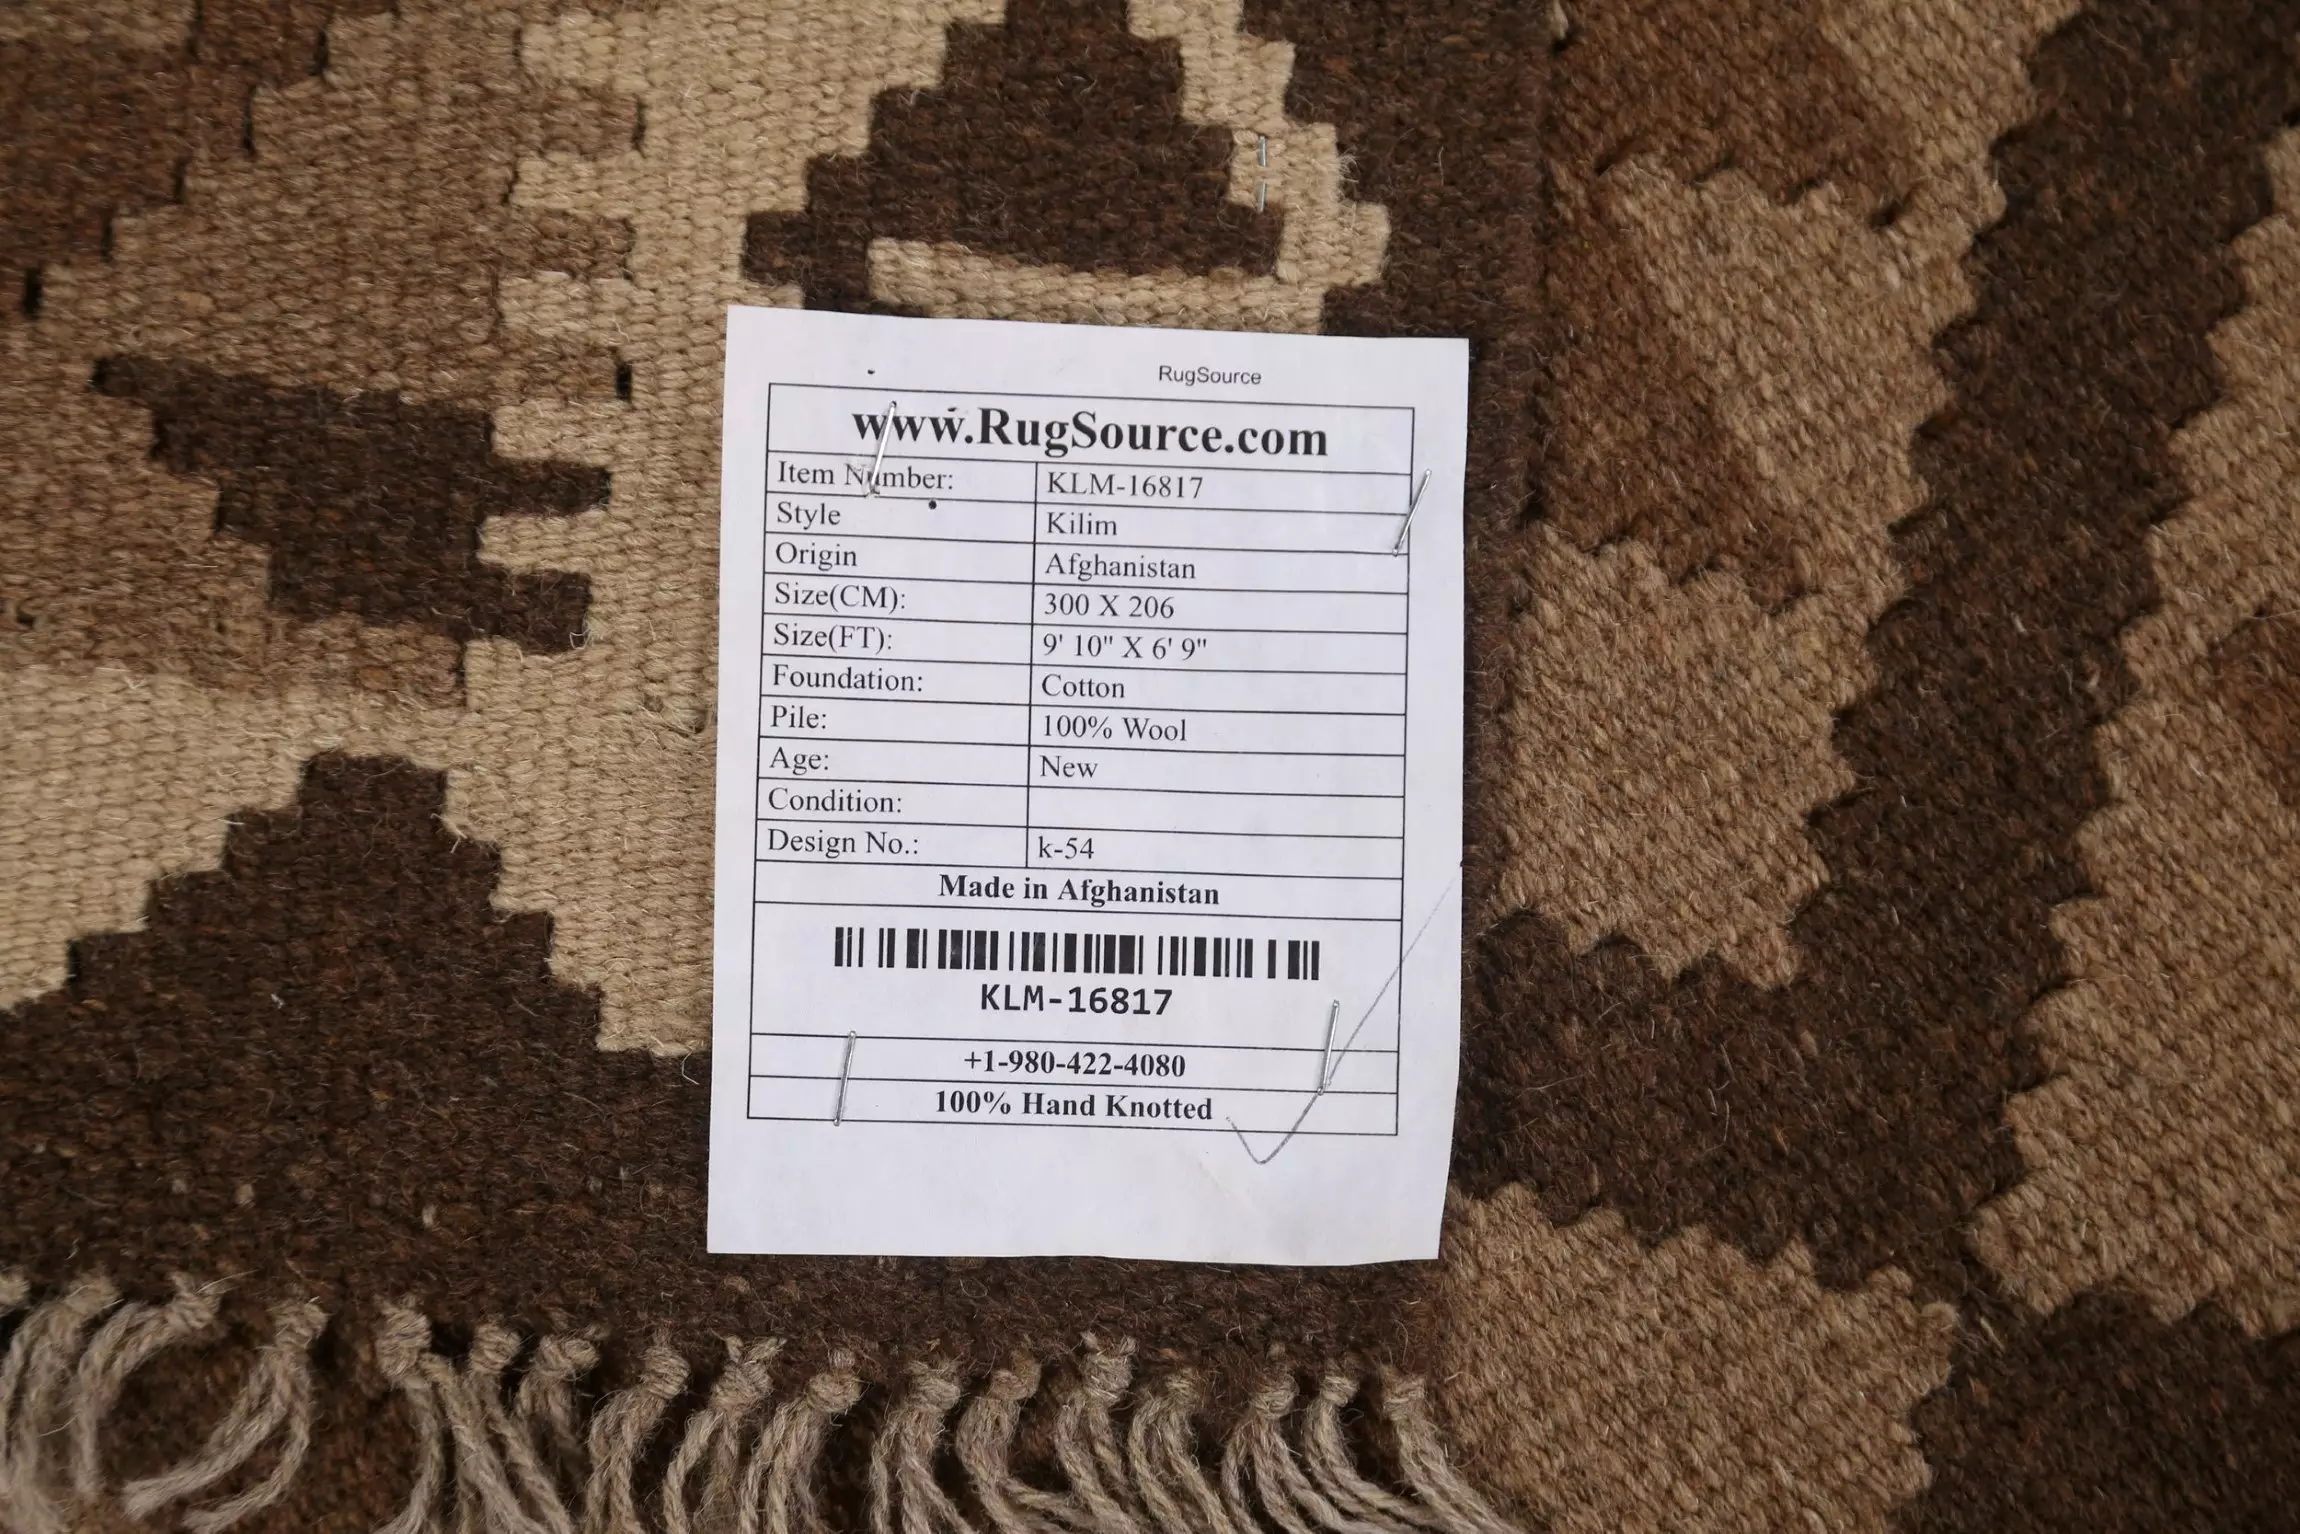 RugSource
www.RugSource.com
Item Number: KLM-16817
Style Kilim
Origin Afghanistan
Size(CM): 300 X 206
Size(FT): 9' 10" X 6' 9"
Foundation: Cotton
Pile: 100% Wool
Age: New
Condition:
Design No.: k-54
Made in Afghanistan
KLM-16817
+1-980-422-4080
100% Hand Knotted